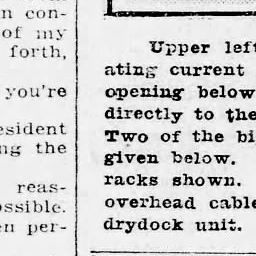 n con-
of my
forth,
you're
esident
ng the
reas-
ossible.
en per-
Upper left
ating current
opening below
directly to the
Two of the bi
given below.
racks shown.
overhead cable
drydock unit.